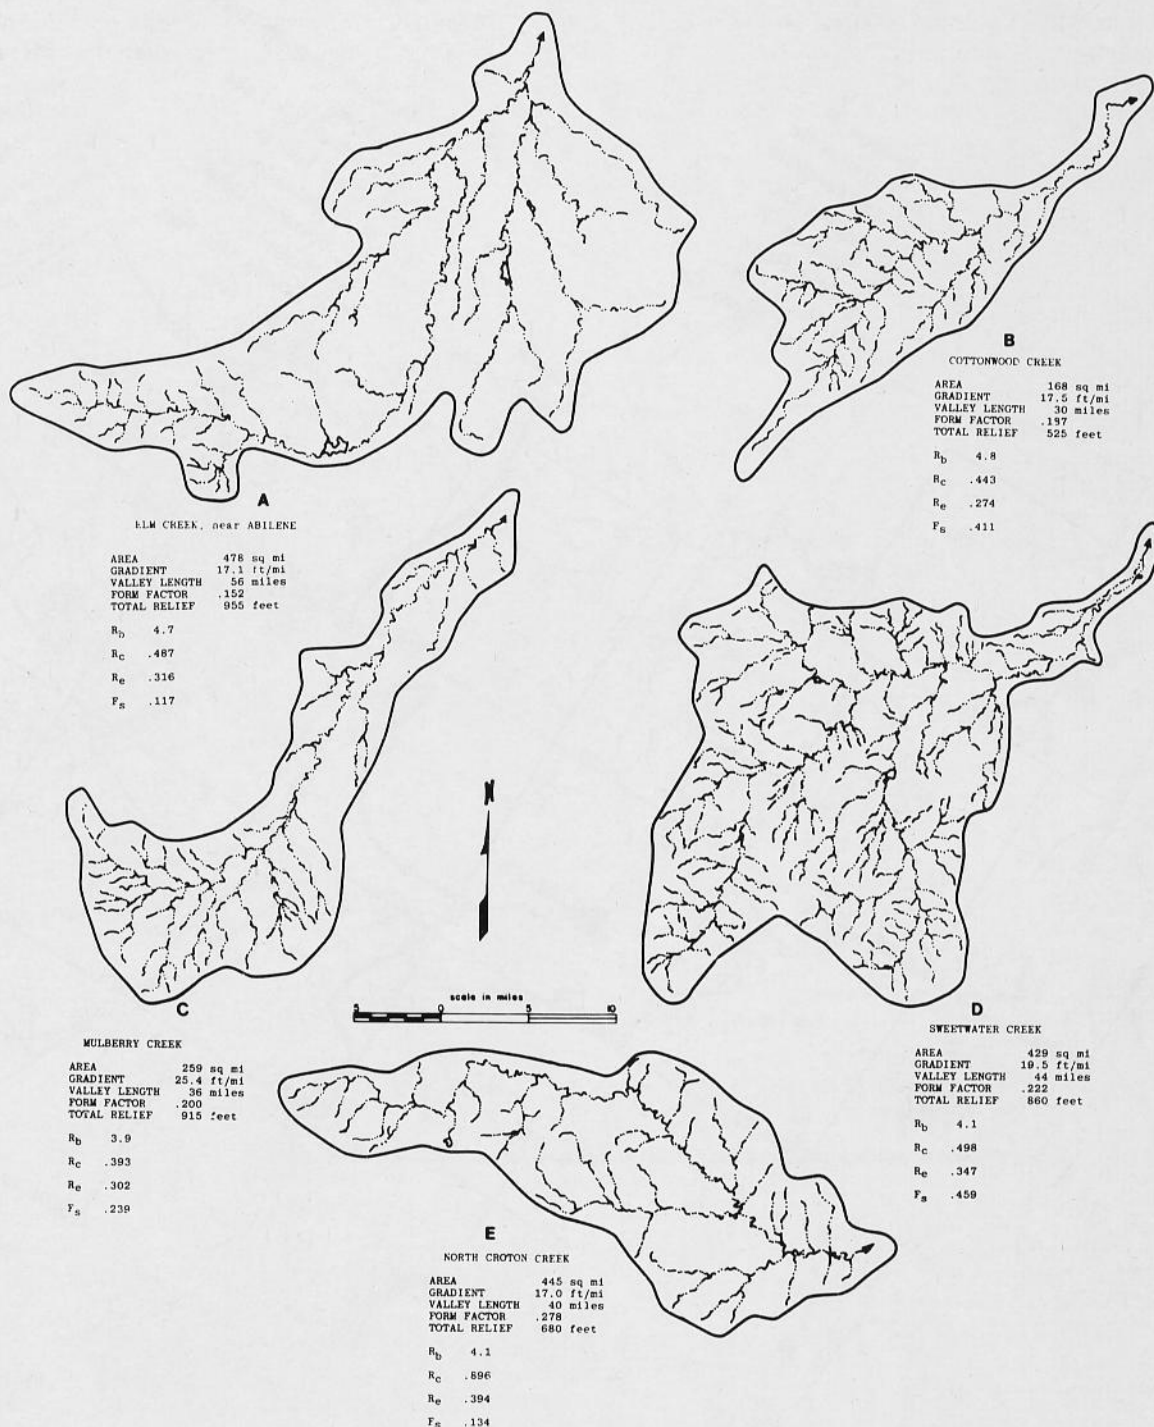 A
ELM CREEK, near ABILENE
AREA 478 sq mi
GRADIENT 17.1 ft/mi
VALLEY LENGTH 56 miles
FORM FACTOR .152
TOTAL RELIEF 955 feet
Rb 4.7
Rc .487
Re .316
Fs .117
B
COTTONWOOD CREEK
AREA 168 sq mi
GRADIENT 17.5 ft/mi
VALLEY LENGTH 30 miles
FORM FACTOR .197
TOTAL RELIEF 525 feet
Rb 4.8
Rc .443
Re .274
Fs .411
N
scale in miles
5 0 5 10
C
MULBERRY CREEK
AREA 259 sq mi
GRADIENT 25.4 ft/mi
VALLEY LENGTH 36 miles
FORM FACTOR .200
TOTAL RELIEF 915 feet
Rb 3.9
Rc .393
Re .302
Fs .239
D
SWEETWATER CREEK
AREA 429 sq mi
GRADIENT 19.5 ft/mi
VALLEY LENGTH 44 miles
FORM FACTOR .222
TOTAL RELIEF 860 feet
Rb 4.1
Rc .498
Re .347
Fs .459
E
NORTH CROTON CREEK
AREA 445 sq mi
GRADIENT 17.0 ft/mi
VALLEY LENGTH 40 miles
FORM FACTOR .278
TOTAL RELIEF 680 feet
Rb 4.1
Rc .896
Re .394
Fs .134